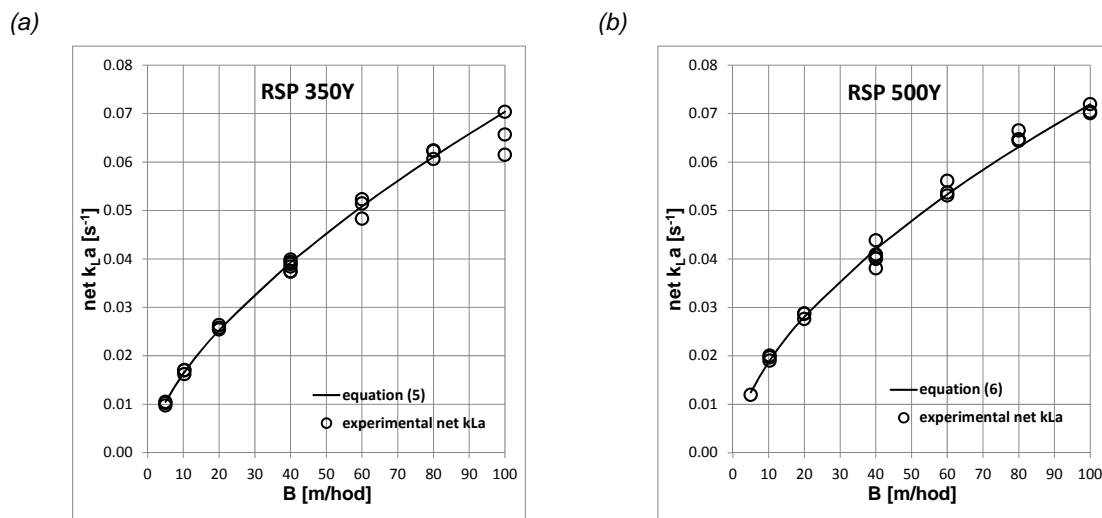 (a)
(b)
RSP 350Y
net kLa [s-1]
0.08
0.07
0.06
0.05
0.04
0.03
0.02
0.01
0.00
equation (5)
experimental net kLa
0 10 20 30 40 50 60 70 80 90 100
B [m/hod]
RSP 500Y
net kLa [s-1]
0.08
0.07
0.06
0.05
0.04
0.03
0.02
0.01
0.00
equation (6)
experimental net kLa
0 10 20 30 40 50 60 70 80 90 100
B [m/hod]